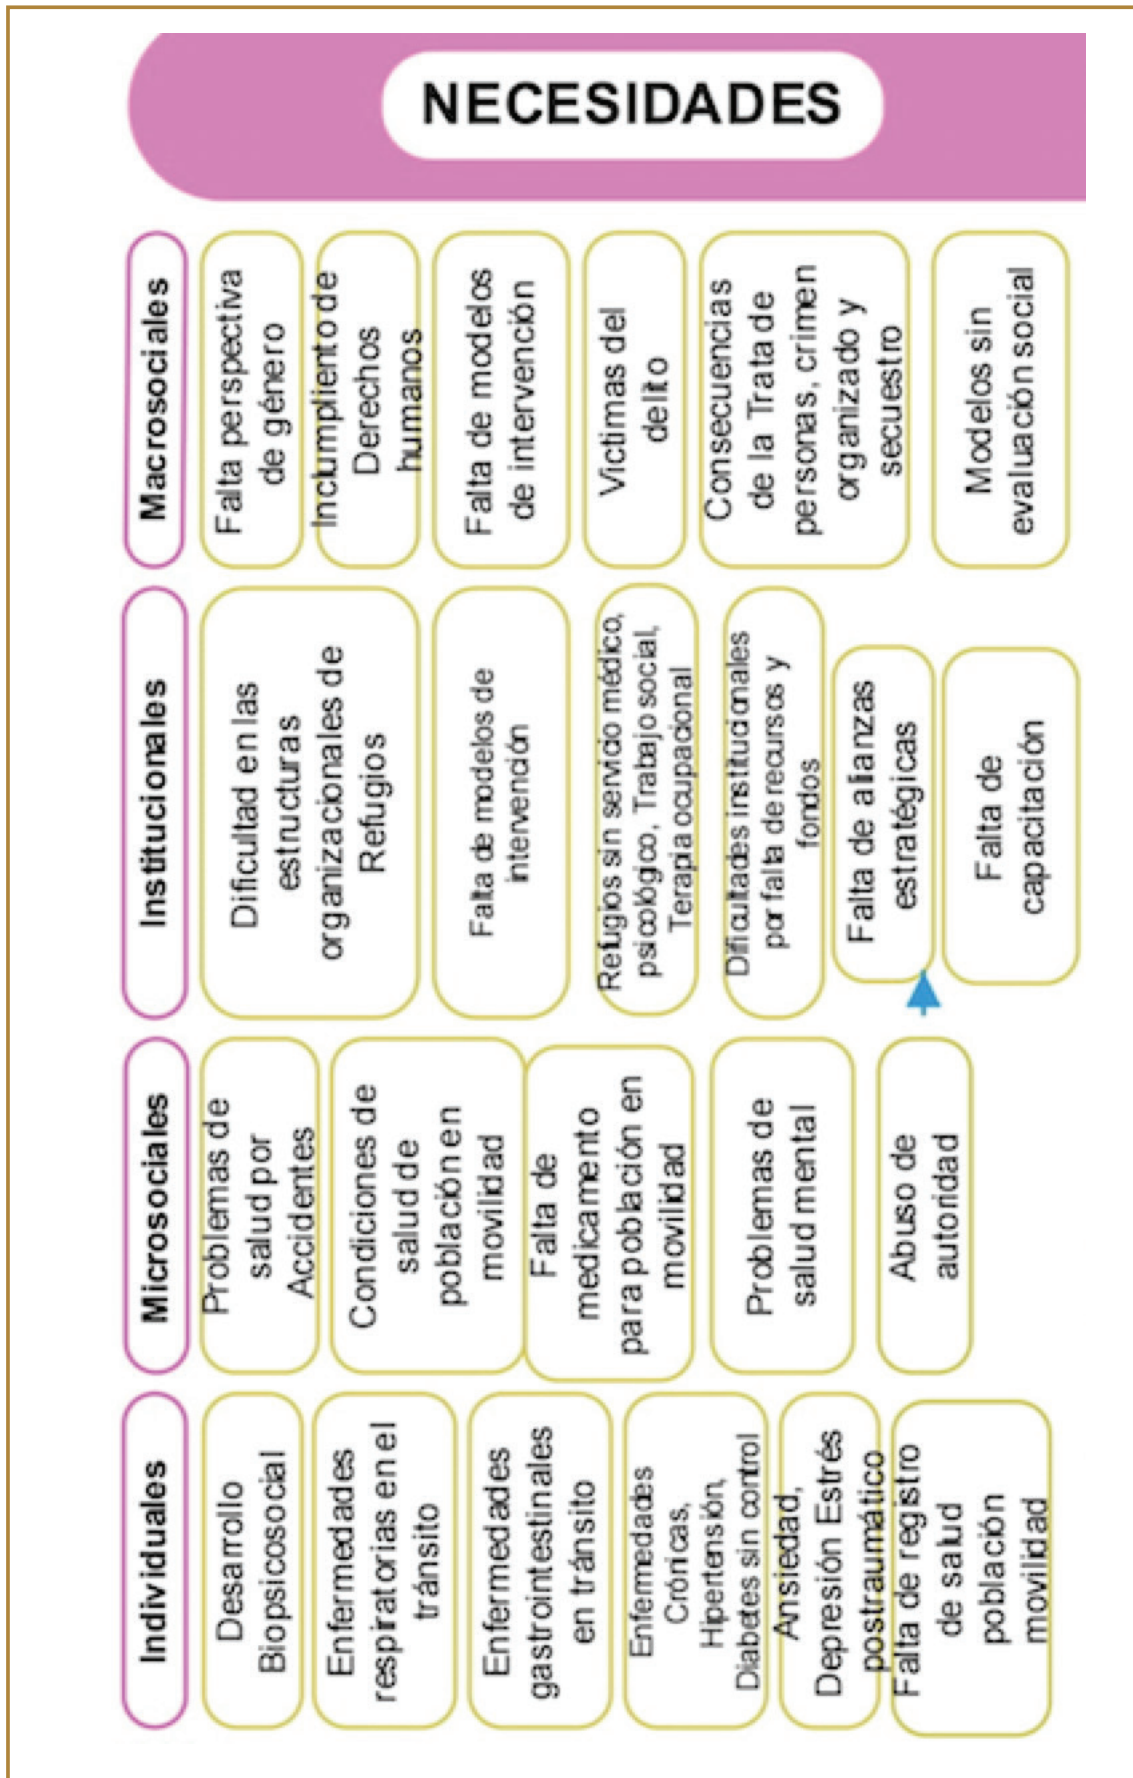 NECESIDADES
Macrosociales
Falta perspectiva
de género
Inclumpliento de
Derechos
humanos
Falta de modelos
de intervención
Victimas del
delito
Consecuencias
de la Trata de
personas, crimen
organizado y
secuestro
Modelos sin
evaluación social
Institucionales
Dificultad en las
estructuras
organizacionales de
Refugios
Falta de modelos de
intervención
Refugios sin servicio médico,
psicológico, Trabajo social,
Terapia ocupacional
Dificultades institucionales
por falta de recursos y
fondos
Falta de alianzas
estratégicas
Falta de
capacitación
Microsociales
Problemas de
salud por
Accidentes
Condiciones de
salud de
población en
movilidad
Falta de
medicamento
para población en
movilidad
Problemas de
salud mental
Abuso de
autoridad
Individuales
Desarrollo
Biopsicosocial
Enfermedades
respiratorias en el
tránsito
Enfermedades
gastrointestinales
en tránsito
Enfermedades
Crónicas,
Hipertensión,
Diabetes sin control
Ansiedad,
Depresión Estrés
postraumático
Falta de registro
de salud
población
movilidad